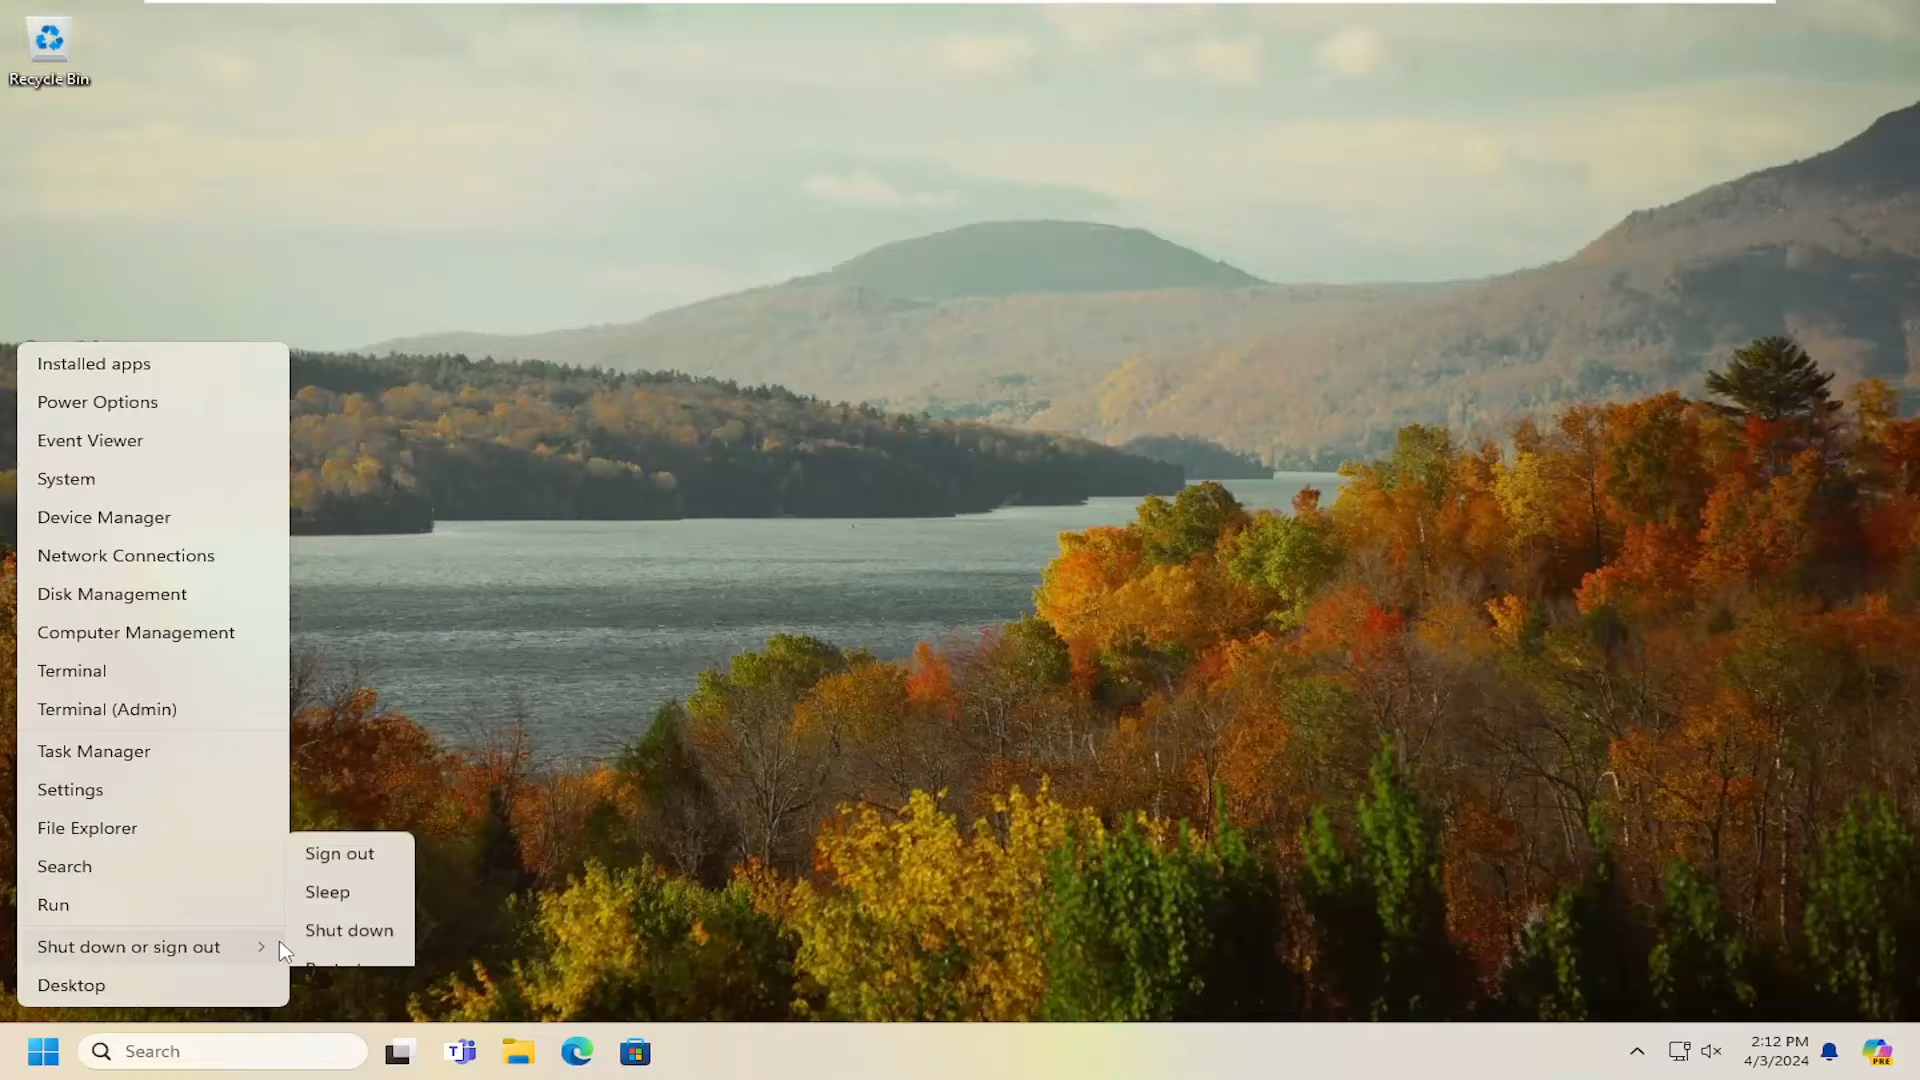 Recycle Bin
Installed apps
Power Options
Event Viewer
System
Device Manager
Network Connections
Disk Management
Computer Management
Terminal
Terminal (Admin)
Task Manager
Settings
File Explorer
Search
Run
Shut down or sign out
Desktop
Sign out
Sleep
Shut down
Search
T
2:12 PM
4/3/2024
PRE